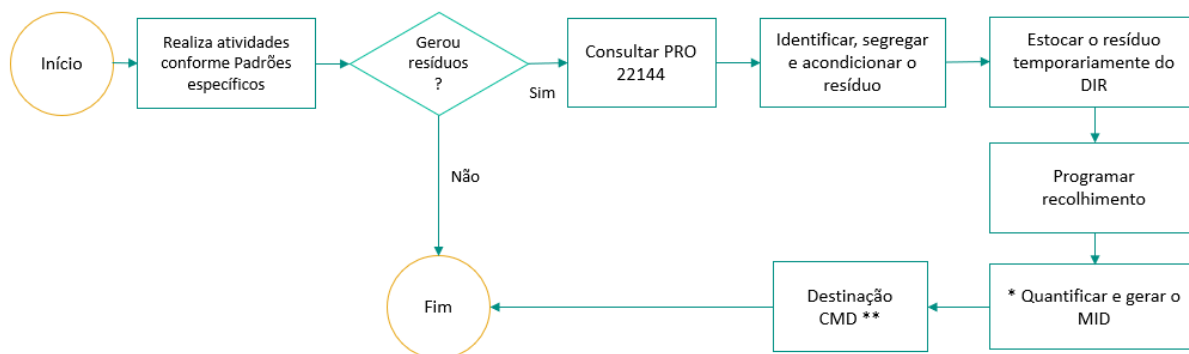 Início
Realiza atividades
conforme Padrões
específicos
Gerou
resíduos
?
Sim
Não
Consultar PRO
22144
Identificar, segregar
e acondicionar o
resíduo
Estocar o resíduo
temporariamente do
DIR
Programar
recolhimento
* Quantificar e gerar o
MID
Destinação
CMD **
Fim